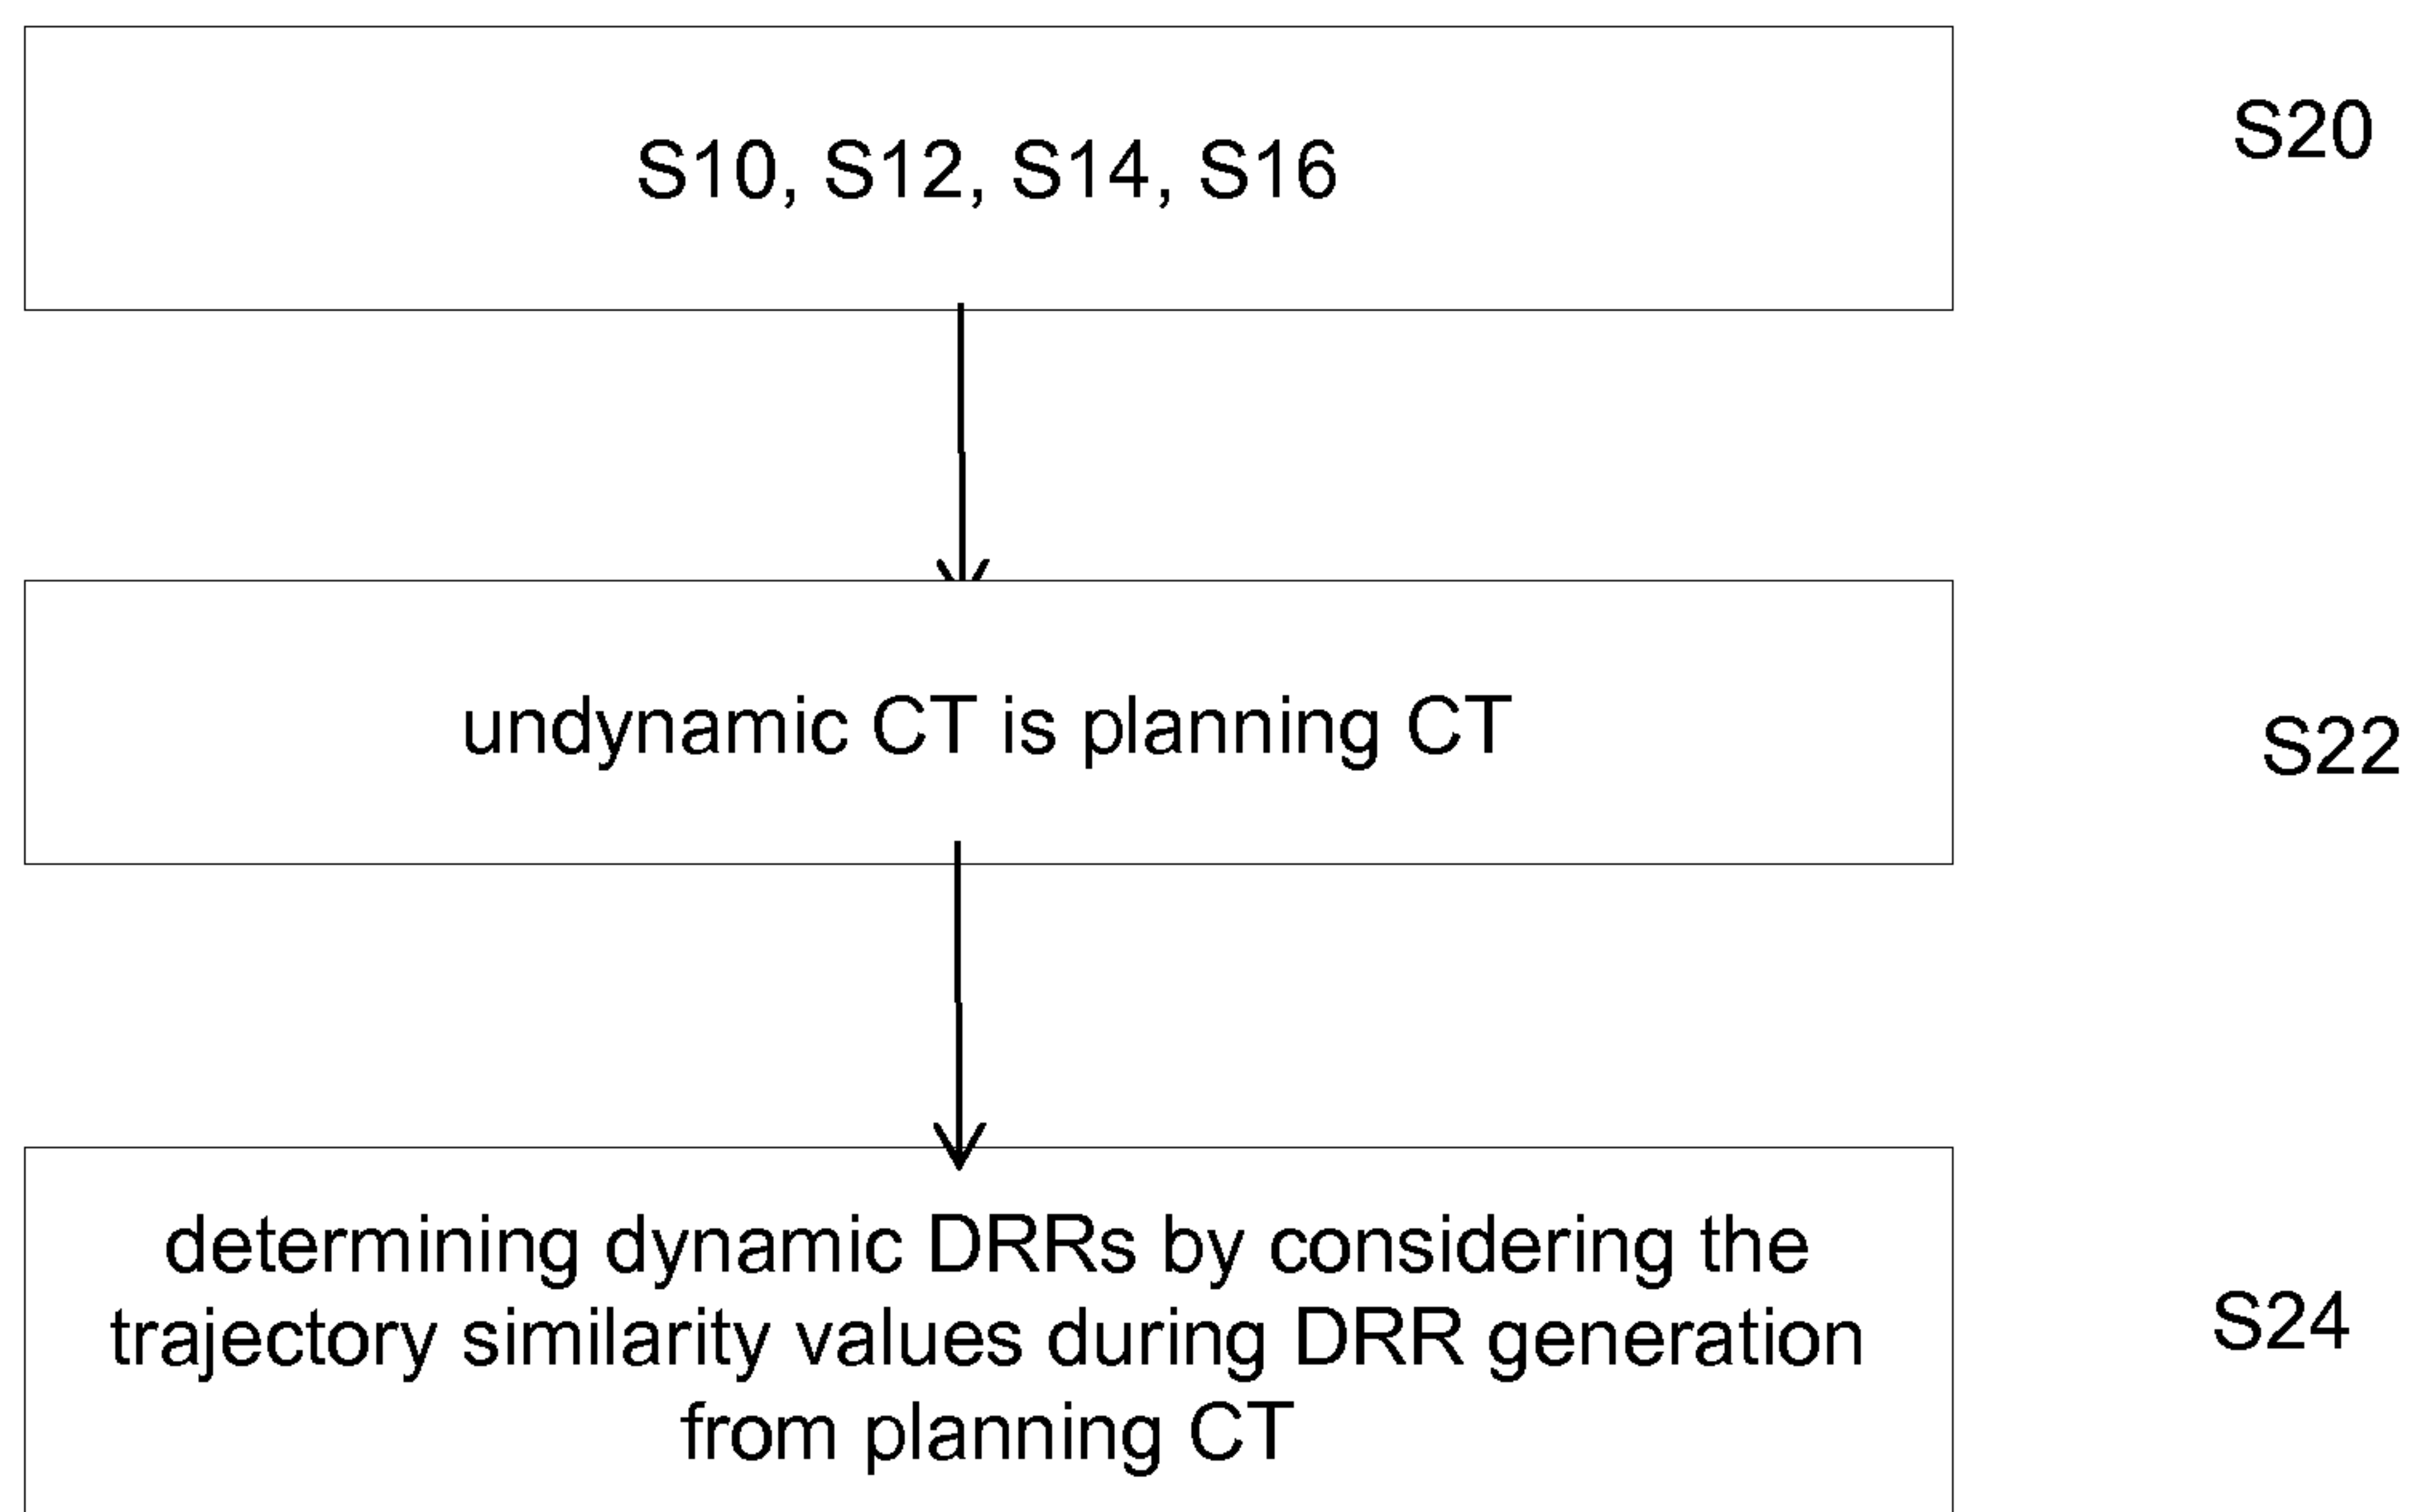 S10, S12, S14, S16
S20
undynamic CT is planning CT
S22
determining dynamic DRRs by considering the
trajectory similarity values during DRR generation
from planning CT
S24